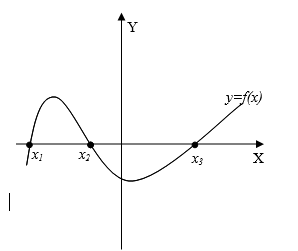 Y
y=f(x)
x₁ x₂ x₃ X